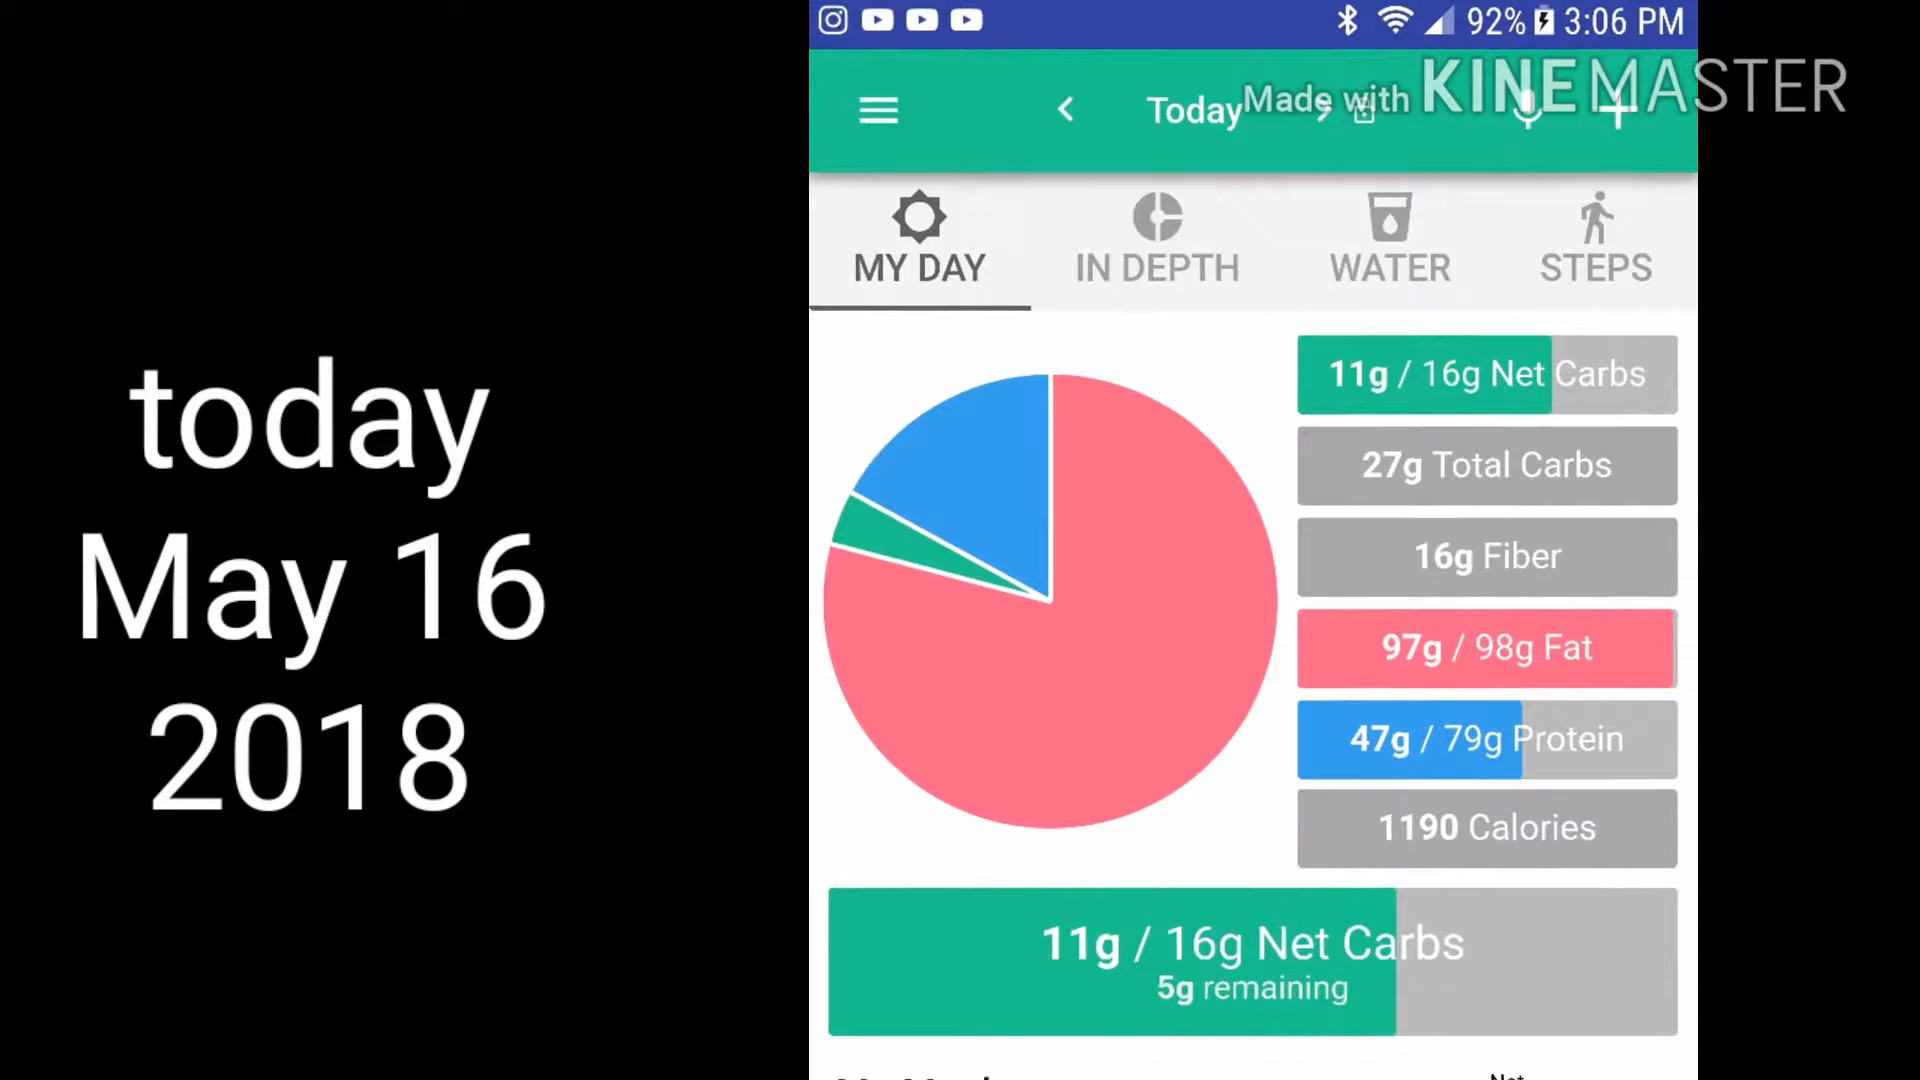 today
May 16
2018
92% 3:06 PM
Made with KINEMASTER
Today
MY DAY
IN DEPTH
WATER
STEPS
11g / 16g Net Carbs
27g Total Carbs
16g Fiber
97g / 98g Fat
47g / 79g Protein
1190 Calories
11g / 16g Net Carbs
5g remaining